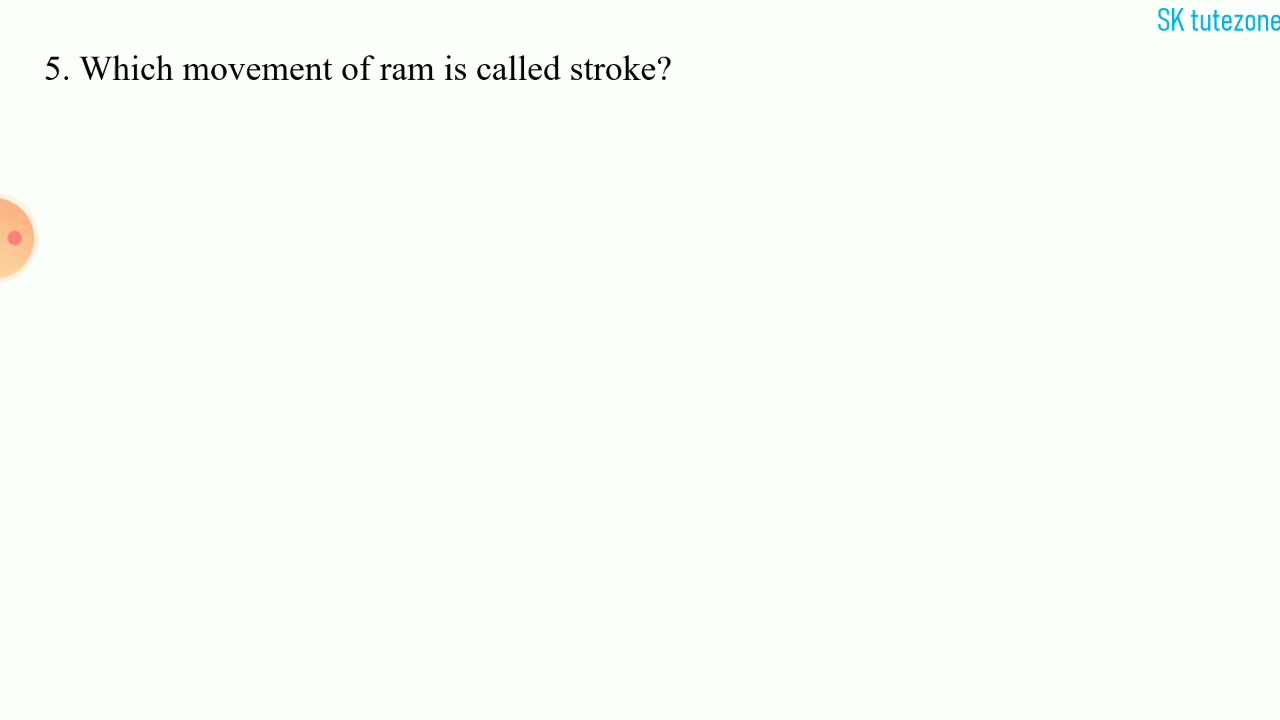 SK tutezone
5. Which movement of ram is called stroke?